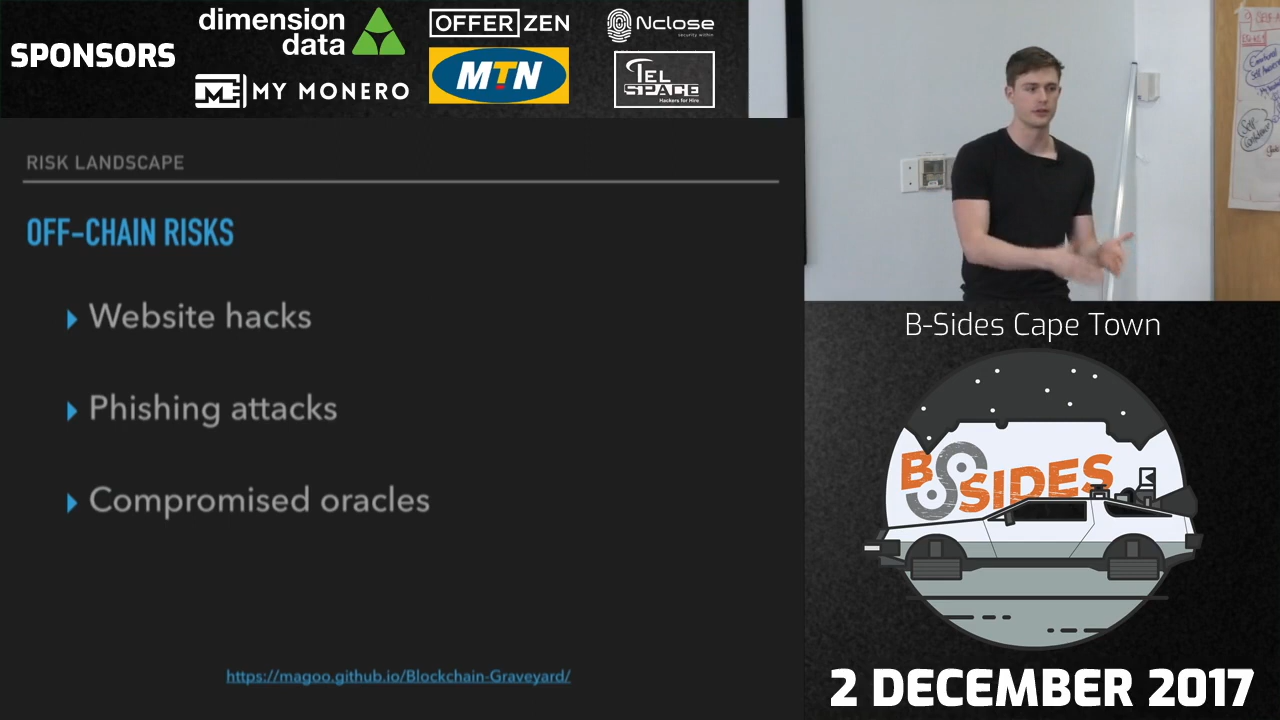 SPONSORS
dimension
data
MY MONERO
OFFER ZEN
MTN
Nclose
security within
TEL
SPACE
Hackers for Hire
RISK LANDSCAPE
OFF-CHAIN RISKS
Website hacks
Phishing attacks
Compromised oracles
https://magoo.github.io/Blockchain-Graveyard/
B-Sides Cape Town
BSIDES
2 DECEMBER 2017